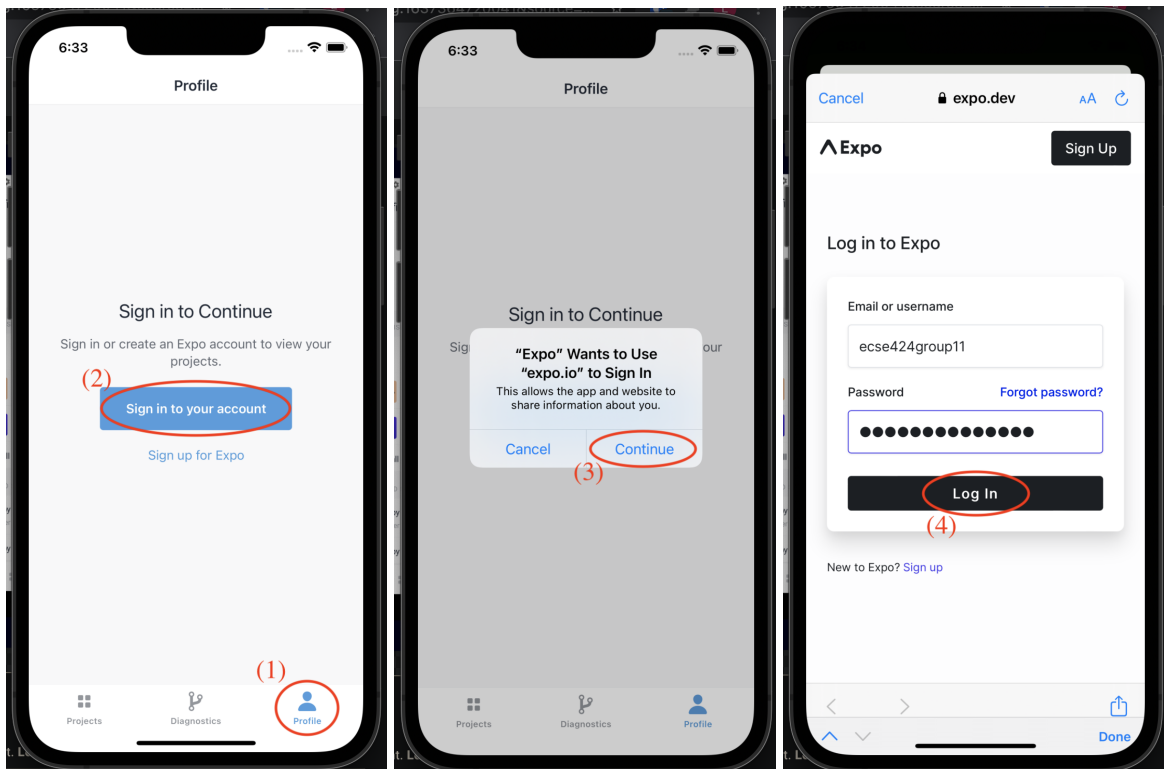 6:33
Profile
Sign in to Continue
Sign in or create an Expo account to view your
projects.
(2)
Sign in to your account
Sign up for Expo
(1)
Projects
Diagnostics
Profile
6:33
Profile
Sign in to Continue
Sig
our
“Expo” Wants to Use
“expo.io” to Sign In
This allows the app and website to
share information about you.
Cancel
Continue
(3)
Projects
Diagnostics
Profile
Cancel
expo.dev
AA
Expo
Sign Up
Log in to Expo
Email or username
ecse424group11
Password
Forgot password?
●●●●●●●●●●●●●●
Log In
(4)
New to Expo? Sign up
Done